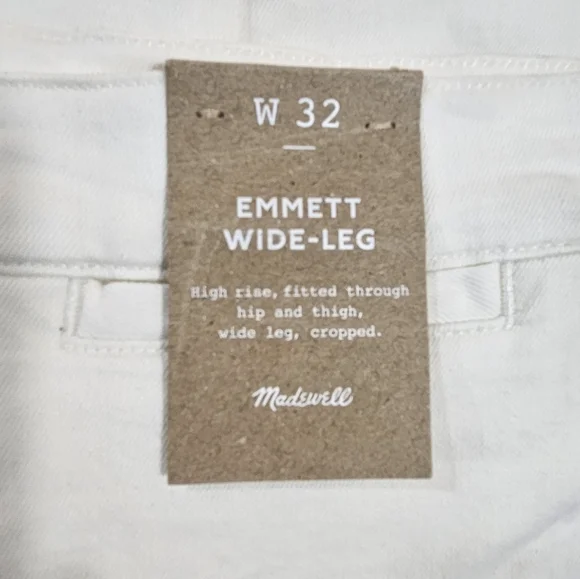 W 32
EMMETT
WIDE-LEG
High rise, fitted through
hip and thigh,
wide leg, cropped.
Madewell